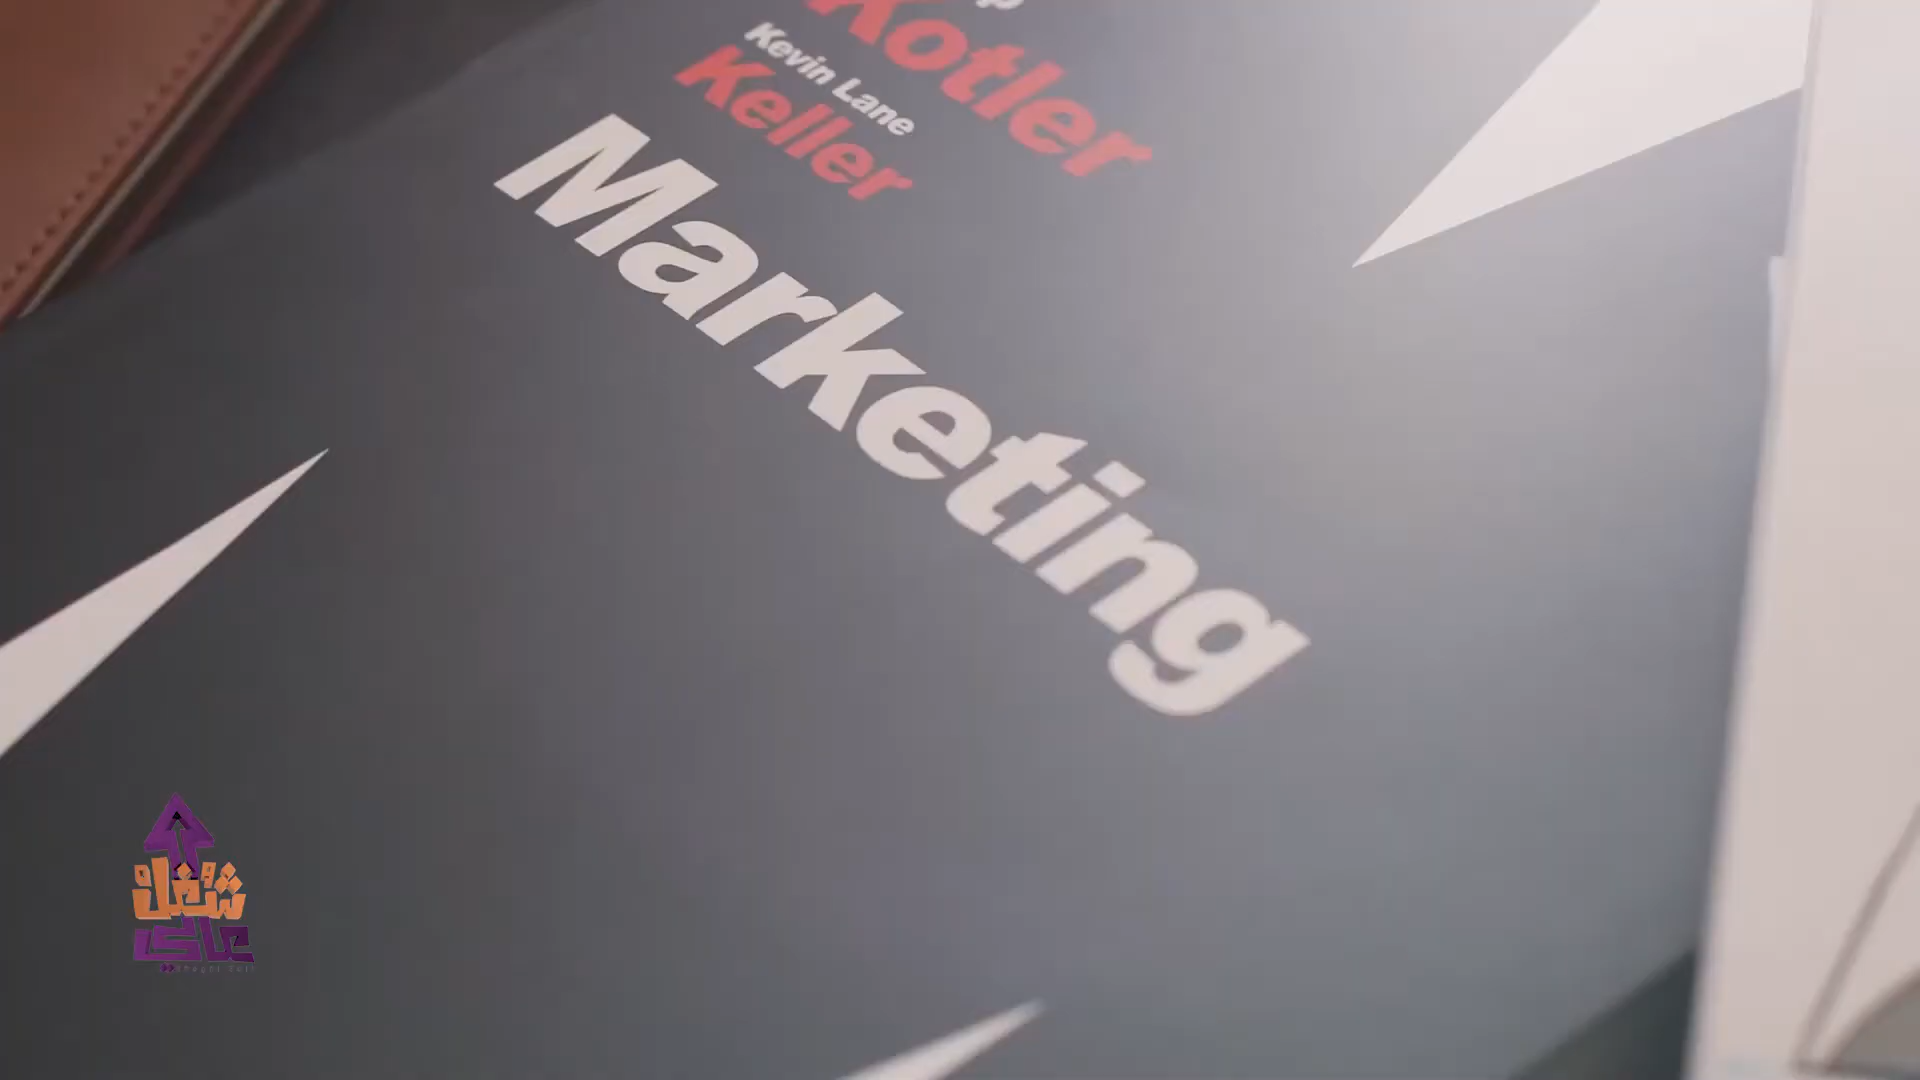 Kotler
Kevin Lane
Keller
Marketing
شغل
عالي